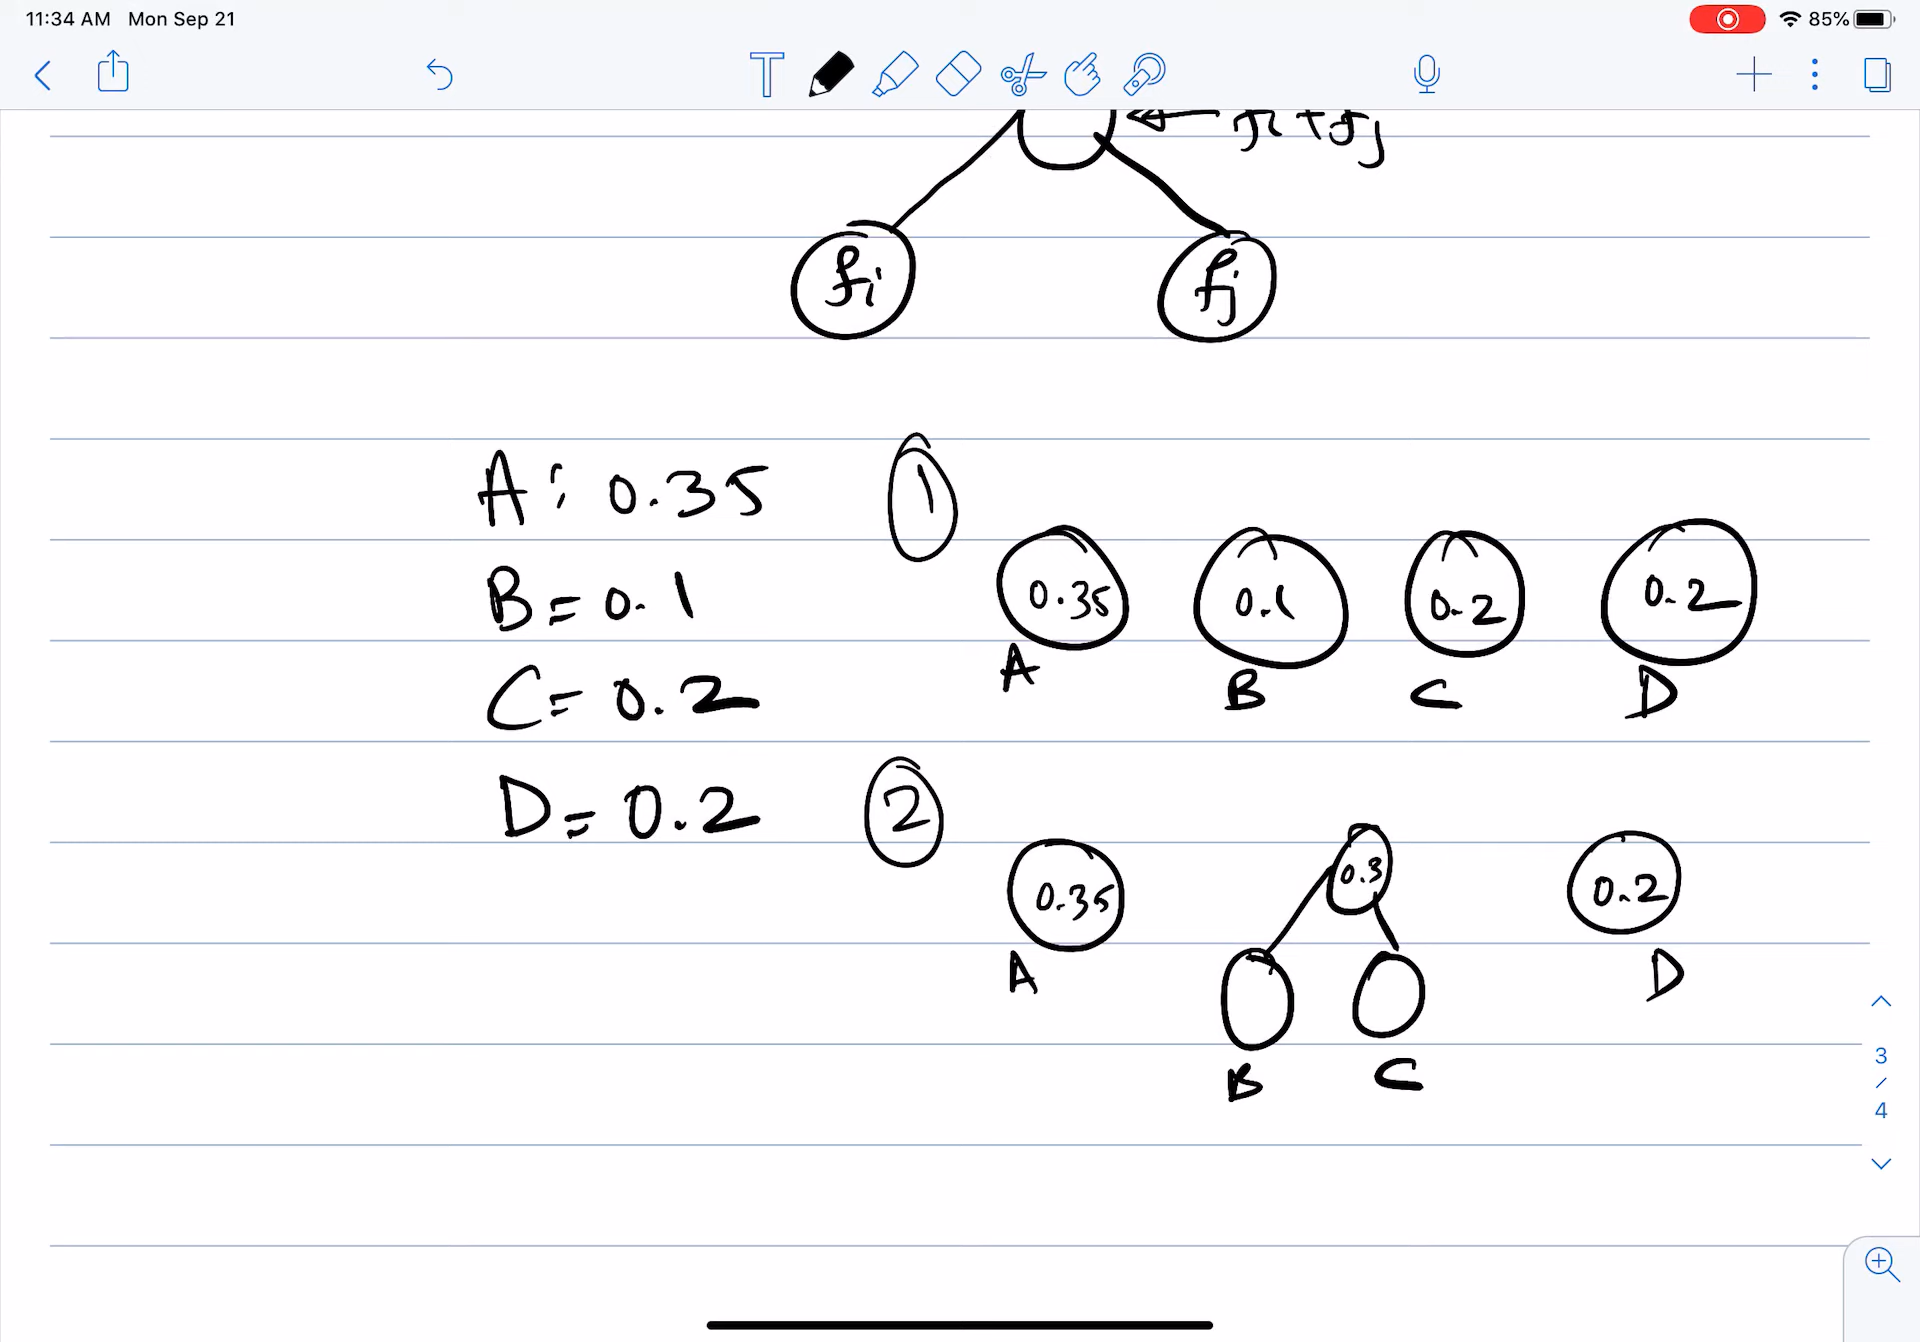 11:34 AM Mon Sep 21
85%
T
fi + fj
fi fj
A: 0.35
1
0.35 0.1 0.2 0.2
B = 0.1
A B C D
C = 0.2
D = 0.2
2
0.3
0.35 0.2
A D
B C
3
/
4